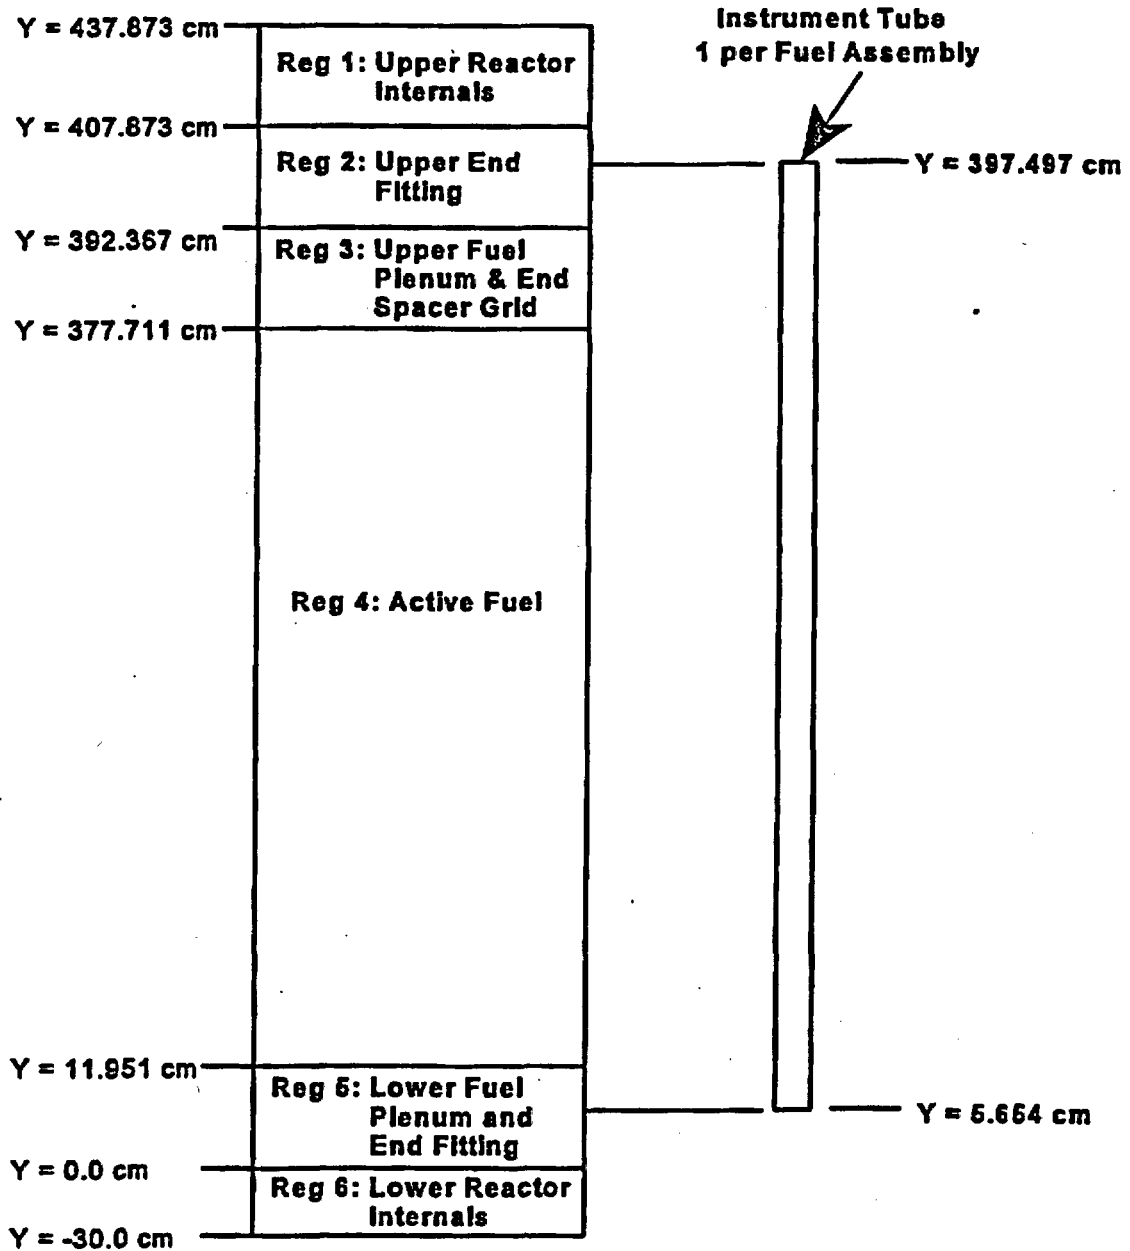 Instrument Tube
1 per Fuel Assembly
Y = 437.873 cm
Reg 1: Upper Reactor
Internals
Y = 407.873 cm
Reg 2: Upper End
Fitting
Y = 397.497 cm
Y = 392.367 cm
Reg 3: Upper Fuel
Plenum & End
Spacer Grid
Y = 377.711 cm
Reg 4: Active Fuel
Y = 11.951 cm
Reg 5: Lower Fuel
Plenum and
End Fitting
Y = 5.654 cm
Y = 0.0 cm
Reg 6: Lower Reactor
Internals
Y = -30.0 cm